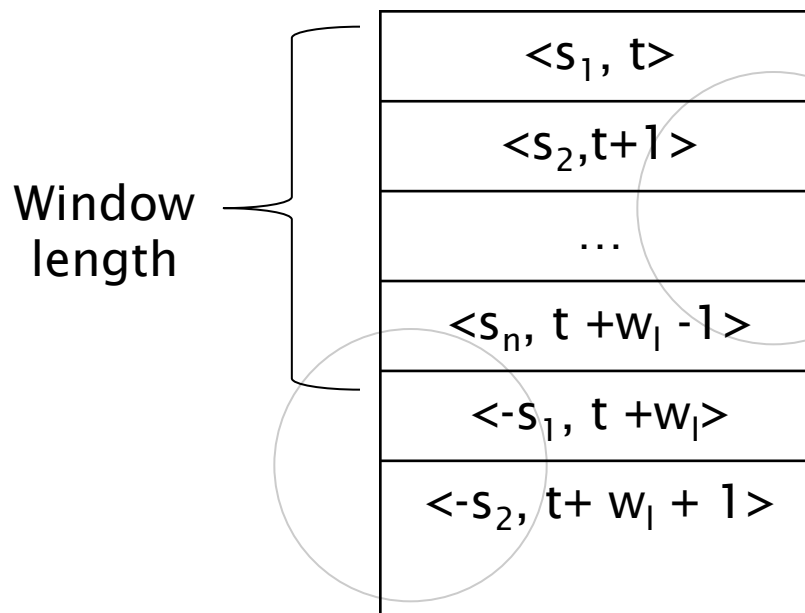 <s₁, t>
<s₂,t+1>
Window
length
...
<sₙ, t +wₗ -1>
<-s₁, t +wₗ>
<-s₂, t+ wₗ + 1>